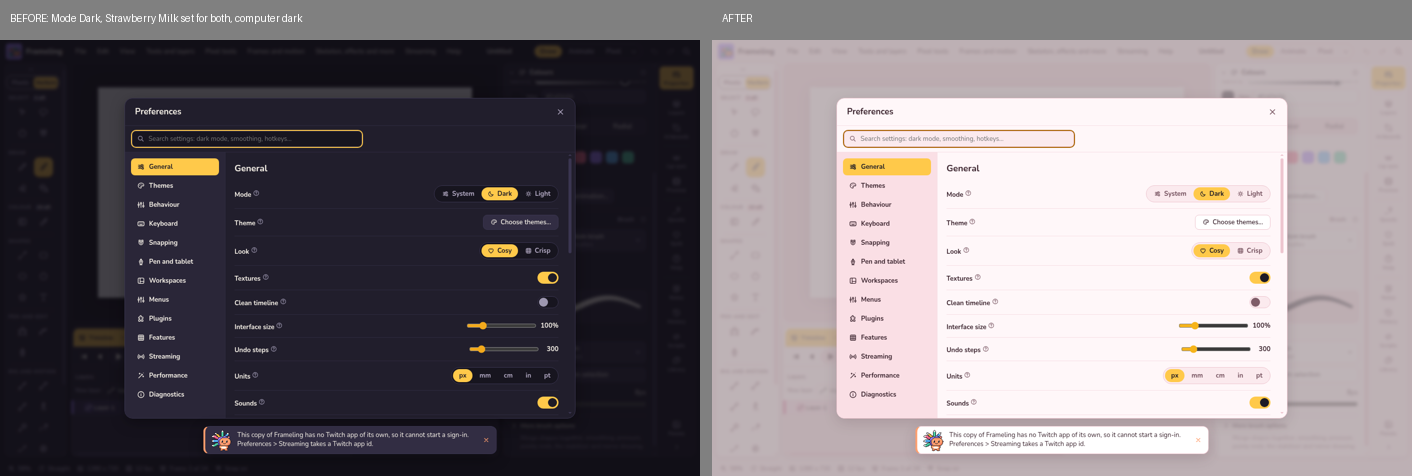 BEFORE: Mode Dark, Strawberry Milk set for both, computer dark
Frameling
Preferences
Search settings: dark mode, smoothing, hotkeys...
General
Themes
Behaviour
Keyboard
Snapping
Pen and tablet
Workspaces
Menus
Plugins
Features
Streaming
Performance
Diagnostics
General
Mode
System Dark Light
Theme
Choose themes...
Look
Cosy Crisp
Textures
Clean timeline
Interface size
100%
Undo steps
300
Units
px mm cm in pt
Sounds
This copy of Frameling has no Twitch app of its own, so it cannot start a sign-in.
Preferences > Streaming takes a Twitch app id.
AFTER
Frameling
Preferences
Search settings: dark mode, smoothing, hotkeys...
General
Themes
Behaviour
Keyboard
Snapping
Pen and tablet
Workspaces
Menus
Plugins
Features
Streaming
Performance
Diagnostics
General
Mode
System Dark Light
Theme
Choose themes...
Look
Cosy Crisp
Textures
Clean timeline
Interface size
100%
Undo steps
300
Units
px mm cm in pt
Sounds
This copy of Frameling has no Twitch app of its own, so it cannot start a sign-in.
Preferences > Streaming takes a Twitch app id.